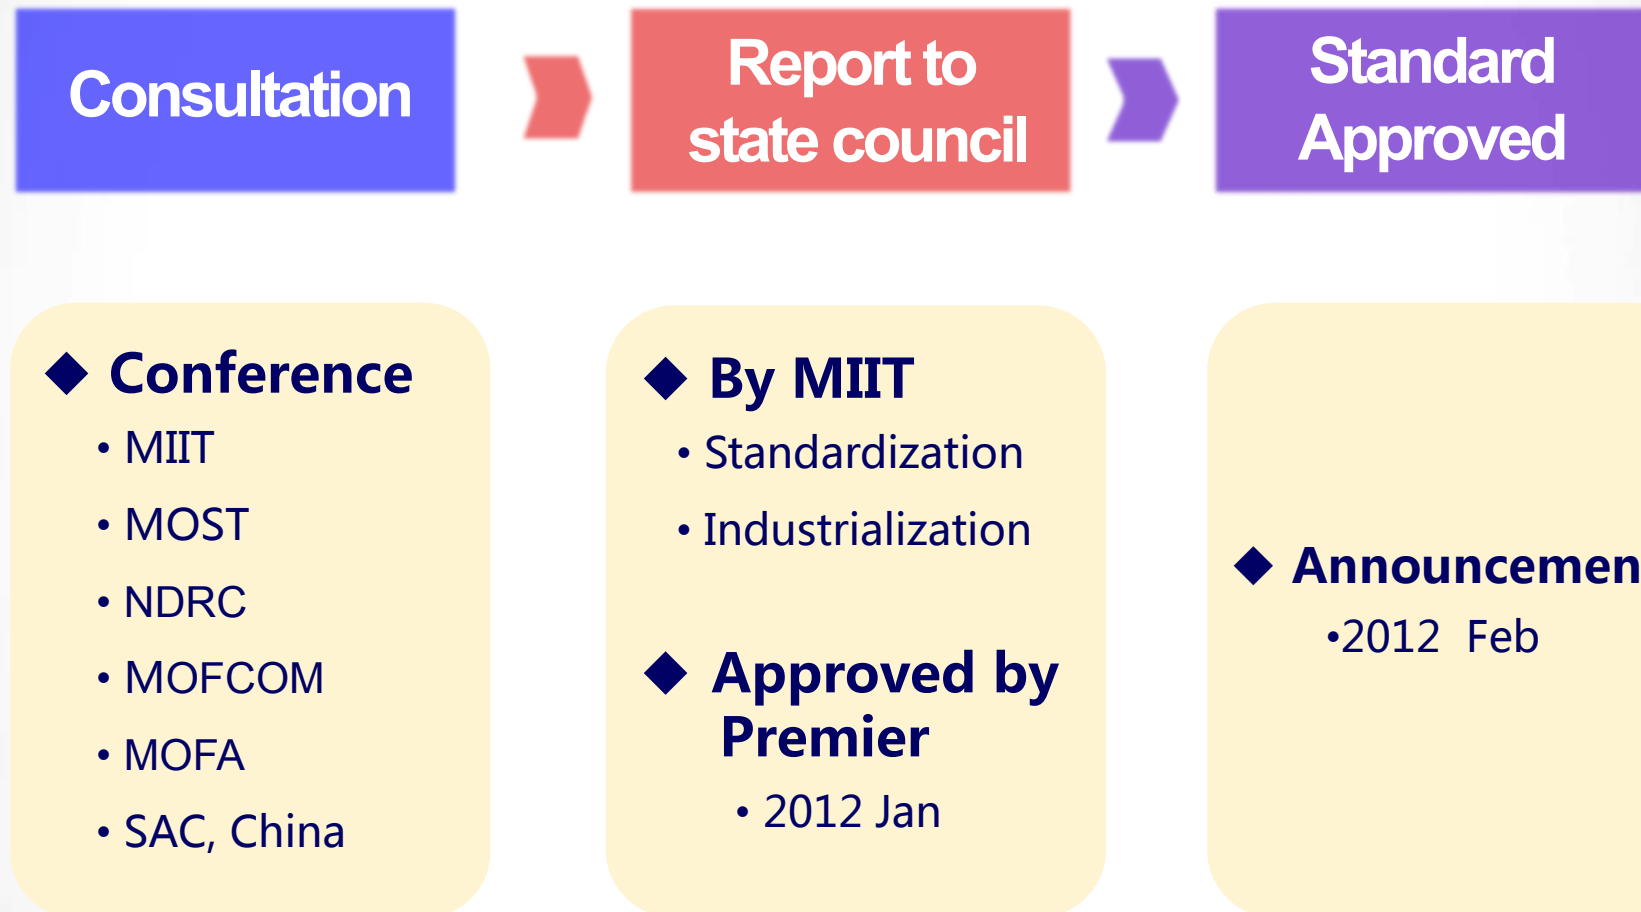 Consultation
Report to
state council
Standard
Approved
◆ Conference
• MIIT
• MOST
• NDRC
• MOFCOM
• MOFA
• SAC, China
◆ By MIIT
• Standardization
• Industrialization
◆ Approved by
Premier
• 2012 Jan
◆ Announcemen
•2012 Feb